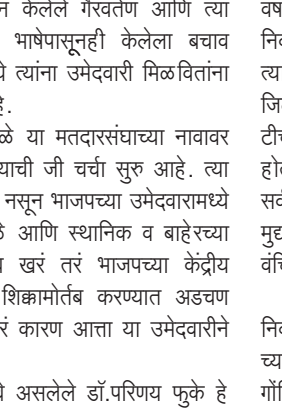 केलेले गैरवर्तण आणि त्या
भाषेपासूनही केलेला बचाव
त्यांना उमेदवारी मिळवितांना
या मतदारसंघाच्या नावावर
जी चर्चा सुरु आहे. त्या
नसून भाजपच्या उमेदवारामध्ये
आणि स्थानिक व बाहेरच्या
खरं तरं भाजपच्या केंद्रीय
शिक्कामोर्तब करण्यात अडचण
कारण आत्ता या उमेदवारीने
असलेले डॉ.परिणय फुके हे